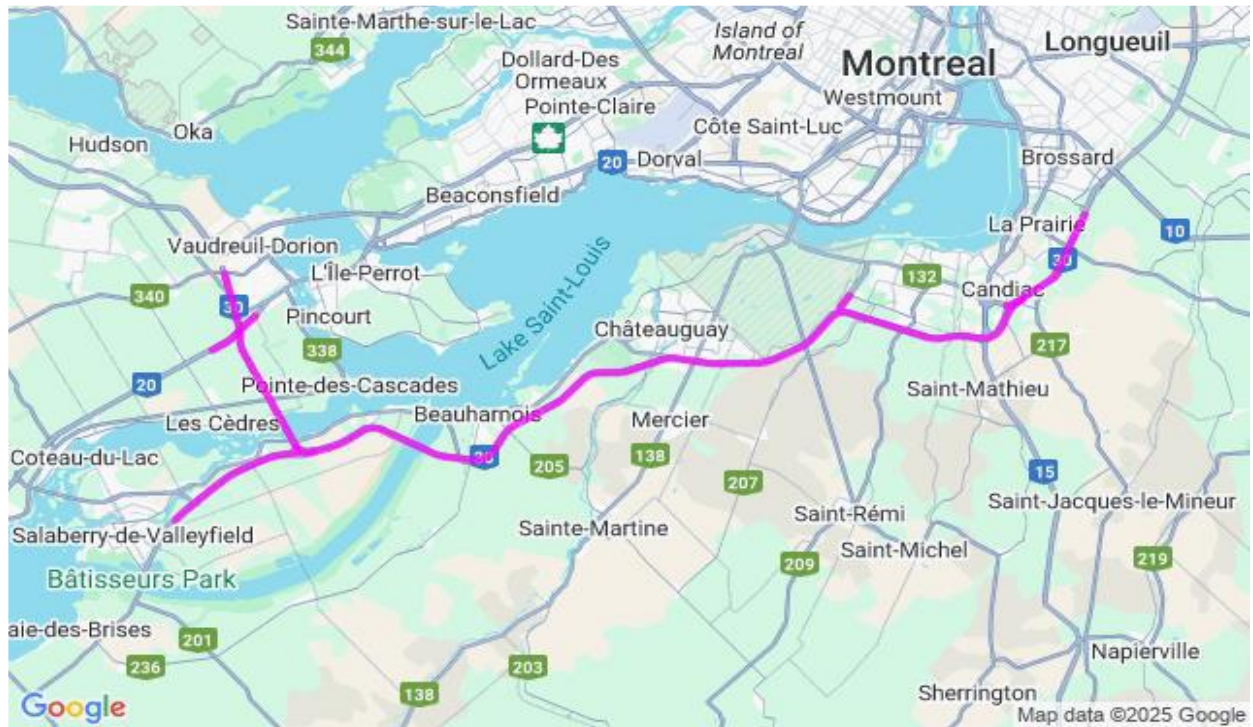 Sainte-Marthe-sur-le-Lac
344
Island of
Montreal
Longueuil
Dollard-Des
Ormeaux
Montreal
Pointe-Claire
Westmount
Oka
Hudson
Côte Saint-Luc
20
Dorval
Brossard
Beaconsfield
La Prairie
10
Vaudreuil-Dorion
L'Île-Perrot
132
30
340
30
Candiac
Pincourt
Lake Saint-Louis
Châteauguay
338
217
20
Pointe-des-Cascades
Saint-Mathieu
Les Cèdres
Beauharnois
Mercier
Coteau-du-Lac
30
205
138
15
207
Saint-Jacques-le-Mineur
Saint-Rémi
Salaberry-de-Valleyfield
Sainte-Martine
Saint-Michel
219
209
Bâtisseurs Park
aie-des-Brises
201
Napierville
236
203
138
Sherrington
Google
Map data ©2025 Google